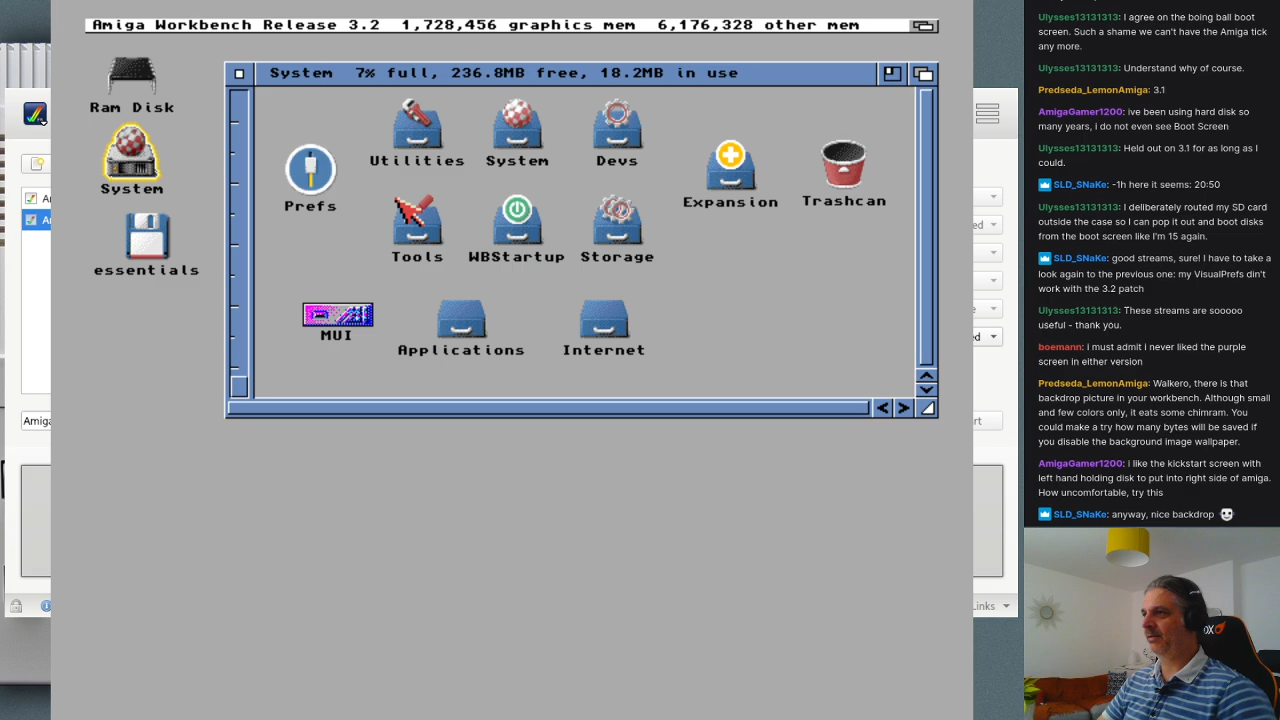 Amiga Workbench Release 3.2  1,728,456 graphics mem  6,176,328 other mem
System  7% full, 236.8MB free, 18.2MB in use
Ram Disk
System
essentials
Prefs
Utilities
System
Devs
Expansion
Trashcan
Tools
WBStartup
Storage
MUI
Applications
Internet
Amiga
Links
Ulysses13131313: I agree on the boing ball boot
screen. Such a shame we can't have the Amiga tick
any more.
Ulysses13131313: Understand why of course.
Predseda_LemonAmiga: 3.1
AmigaGamer1200: ive been using hard disk so
many years, i do not even see Boot Screen
Ulysses13131313: Held out on 3.1 for as long as I
could.
SLD_SNaKe: -1h here it seems: 20:50
Ulysses13131313: I deliberately routed my SD card
outside the case so I can pop it out and boot disks
from the boot screen like I'm 15 again.
SLD_SNaKe: good streams, sure! I have to take a
look again to the previous one: my VisualPrefs din't
work with the 3.2 patch
Ulysses13131313: These streams are sooooo
useful - thank you.
boemann: i must admit i never liked the purple
screen in either version
Predseda_LemonAmiga: Walkero, there is that
backdrop picture in your workbench. Although small
and few colors only, it eats some chimram. You
could make a try how many bytes will be saved if
you disable the background image wallpaper.
AmigaGamer1200: i like the kickstart screen with
left hand holding disk to put into right side of amiga.
How uncomfortable, try this
SLD_SNaKe: anyway, nice backdrop